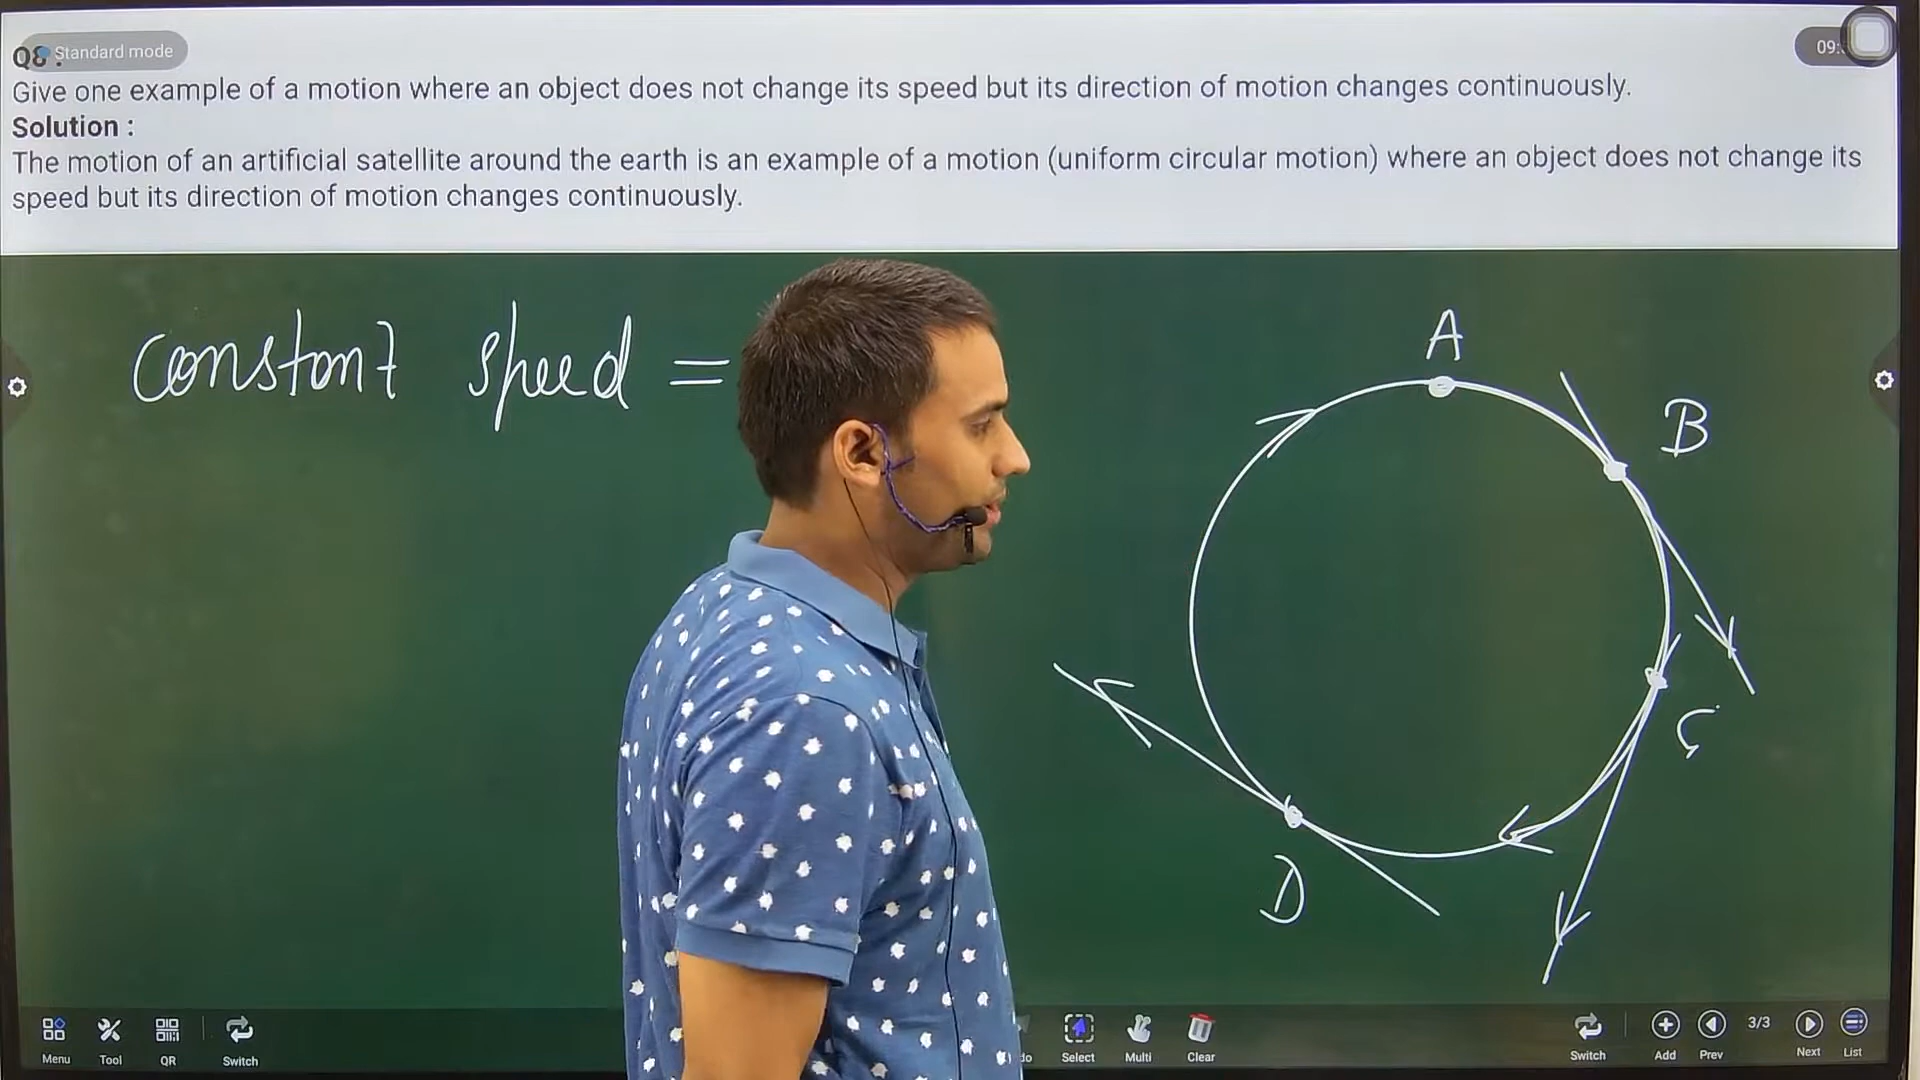 Q8 :
Standard mode
09:
Give one example of a motion where an object does not change its speed but its direction of motion changes continuously.
Solution :
The motion of an artificial satellite around the earth is an example of a motion (uniform circular motion) where an object does not change its
speed but its direction of motion changes continuously.
constant speed =
A
B
C
D
Menu Tool QR Switch do Select Multi Clear Switch Add Prev 3/3 Next List